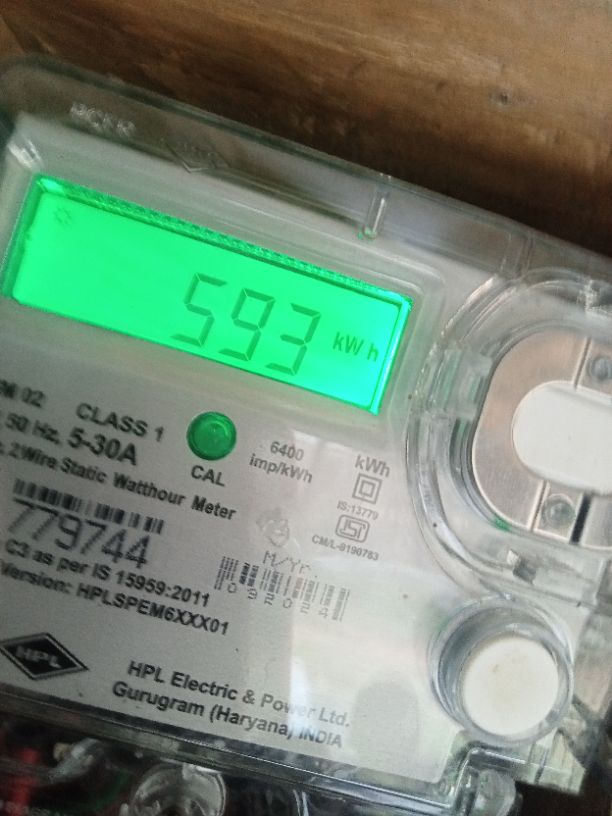 593 kWh
02 CLASS 1
50 Hz, 5-30A
CAL
6400
imp/kWh
kWh
2Wire Static Watthour Meter
IS:13779
CM/L-9190763
779744
M/Yr.
C3 as per IS 15959:2011
Version: HPLSPEM6XXX01
HPL
HPL Electric & Power Ltd.
Gurugram (Haryana) INDIA